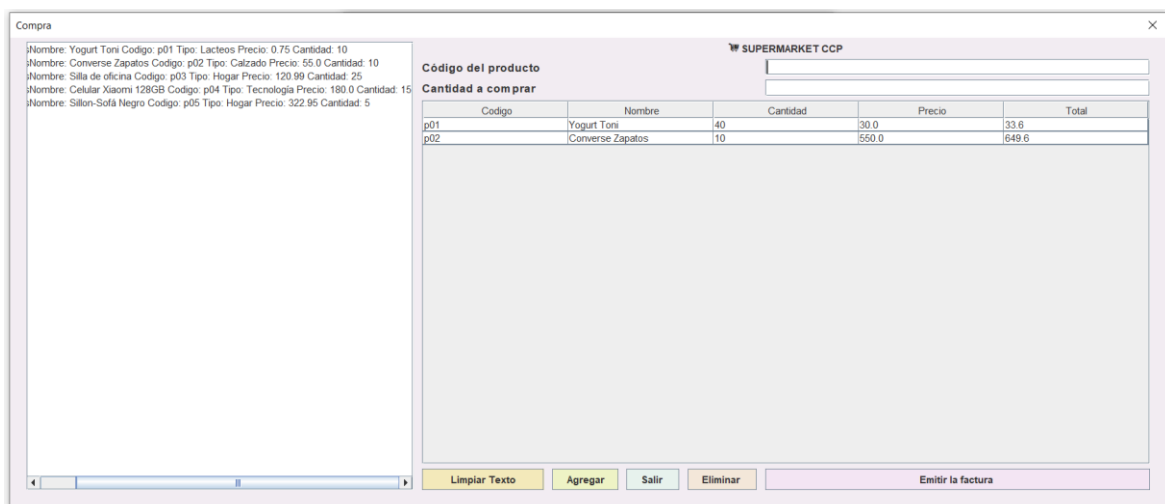 Compra
Nombre: Yogurt Toni Codigo: p01 Tipo: Lacteos Precio: 0.75 Cantidad: 10
Nombre: Converse Zapatos Codigo: p02 Tipo: Calzado Precio: 55.0 Cantidad: 10
Nombre: Silla de oficina Codigo: p03 Tipo: Hogar Precio: 120.99 Cantidad: 25
Nombre: Celular Xiaomi 128GB Codigo: p04 Tipo: Tecnología Precio: 180.0 Cantidad: 15
Nombre: Sillon-Sofá Negro Codigo: p05 Tipo: Hogar Precio: 322.95 Cantidad: 5
SUPERMARKET CCP
Código del producto
Cantidad a comprar
Codigo Nombre Cantidad Precio Total
p01 Yogurt Toni 40 30.0 33.6
p02 Converse Zapatos 10 550.0 649.6
Limpiar Texto Agregar Salir Eliminar Emitir la factura